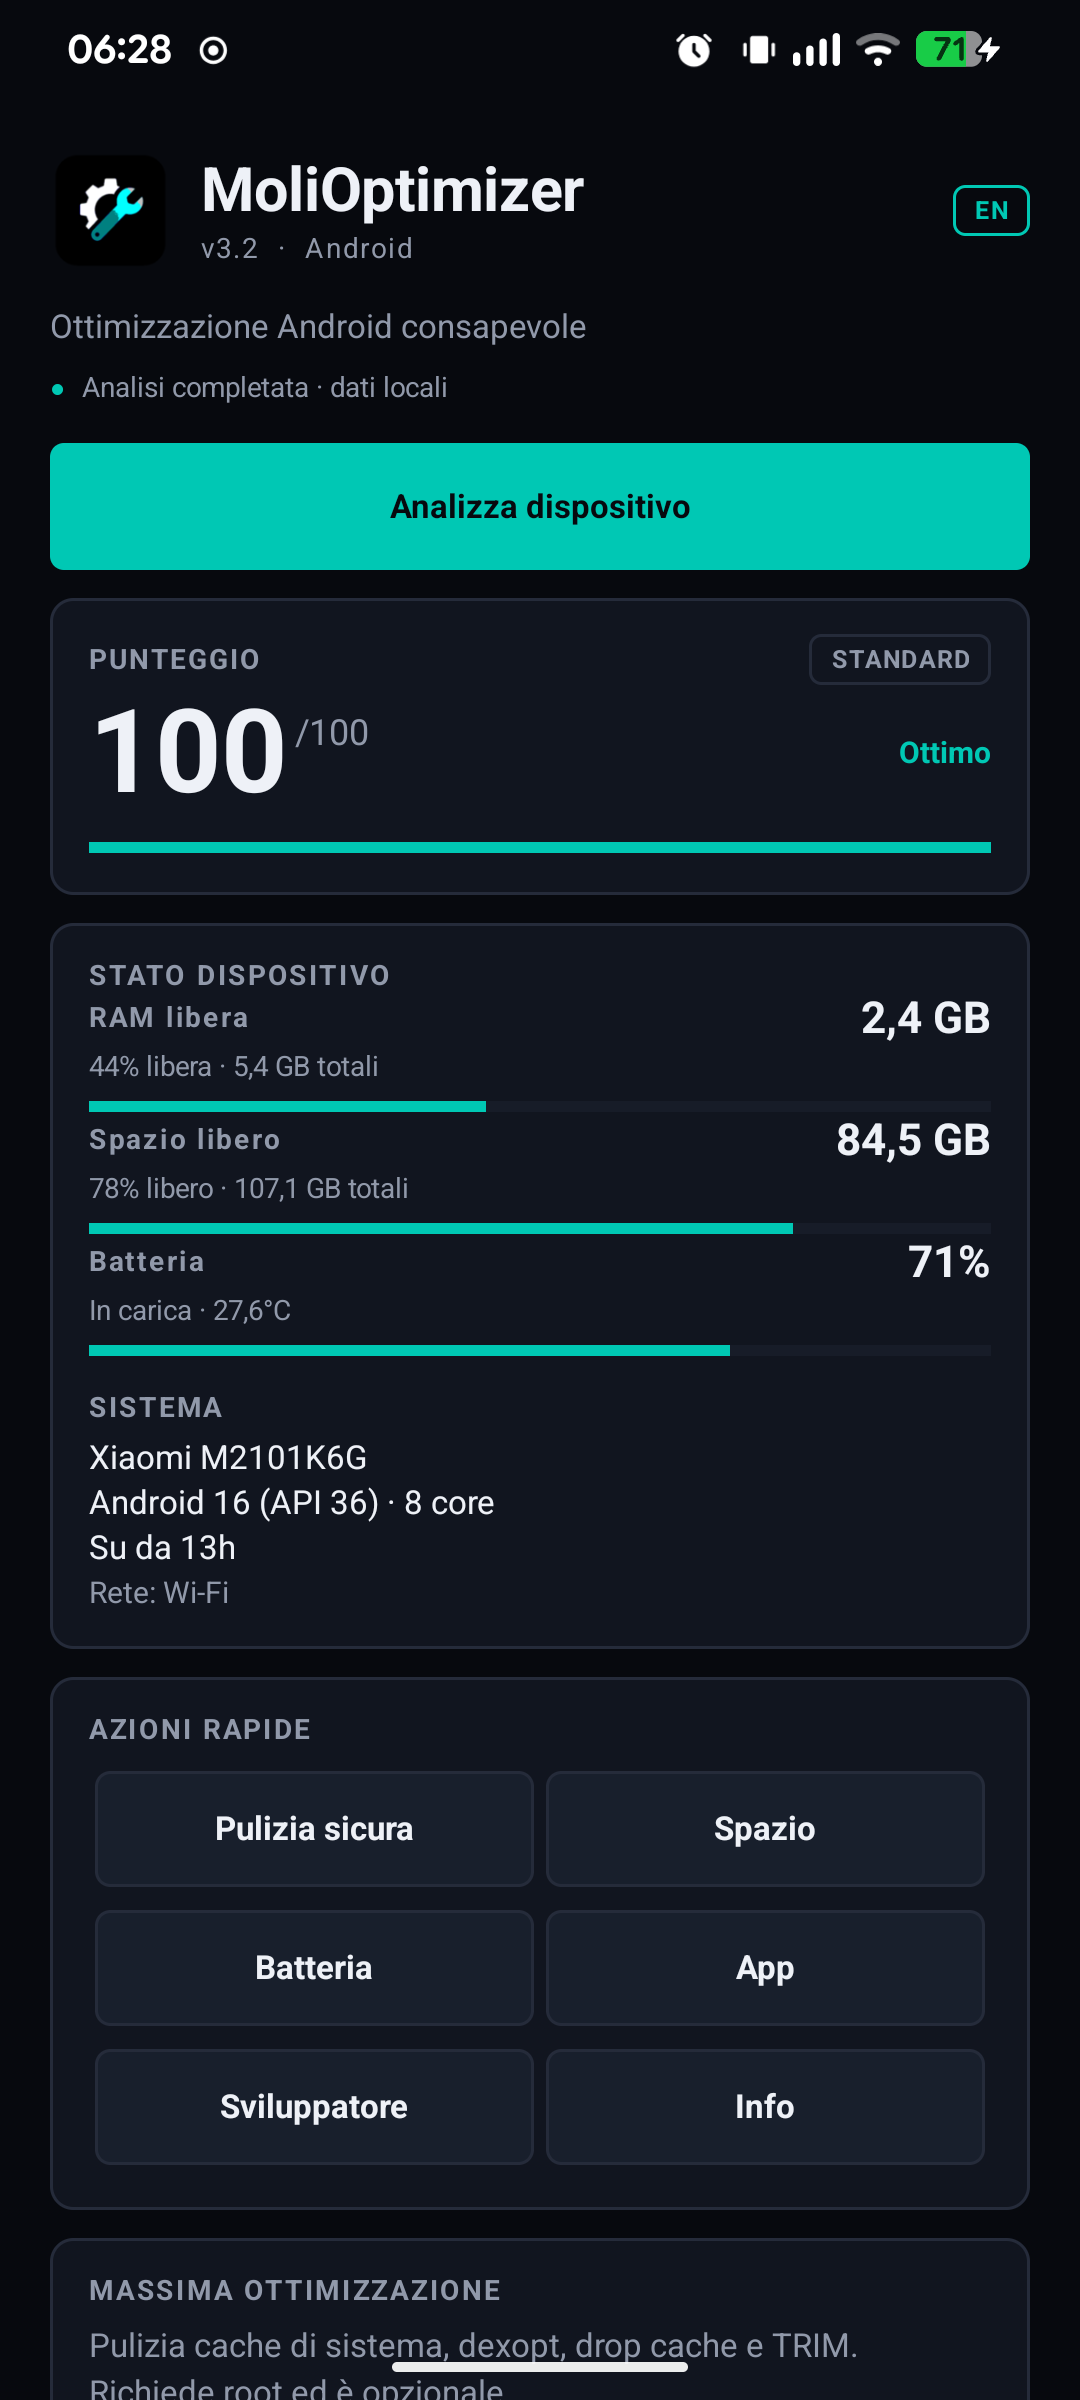 06:28
71
MoliOptimizer
v3.2 · Android
EN
Ottimizzazione Android consapevole
Analisi completata · dati locali
Analizza dispositivo
PUNTEGGIO
STANDARD
100 /100
Ottimo
STATO DISPOSITIVO
RAM libera
2,4 GB
44% libera · 5,4 GB totali
Spazio libero
84,5 GB
78% libero · 107,1 GB totali
Batteria
71%
In carica · 27,6°C
SISTEMA
Xiaomi M2101K6G
Android 16 (API 36) · 8 core
Su da 13h
Rete: Wi-Fi
AZIONI RAPIDE
Pulizia sicura
Spazio
Batteria
App
Sviluppatore
Info
MASSIMA OTTIMIZZAZIONE
Pulizia cache di sistema, dexopt, drop cache e TRIM.
Richiede root ed è opzionale